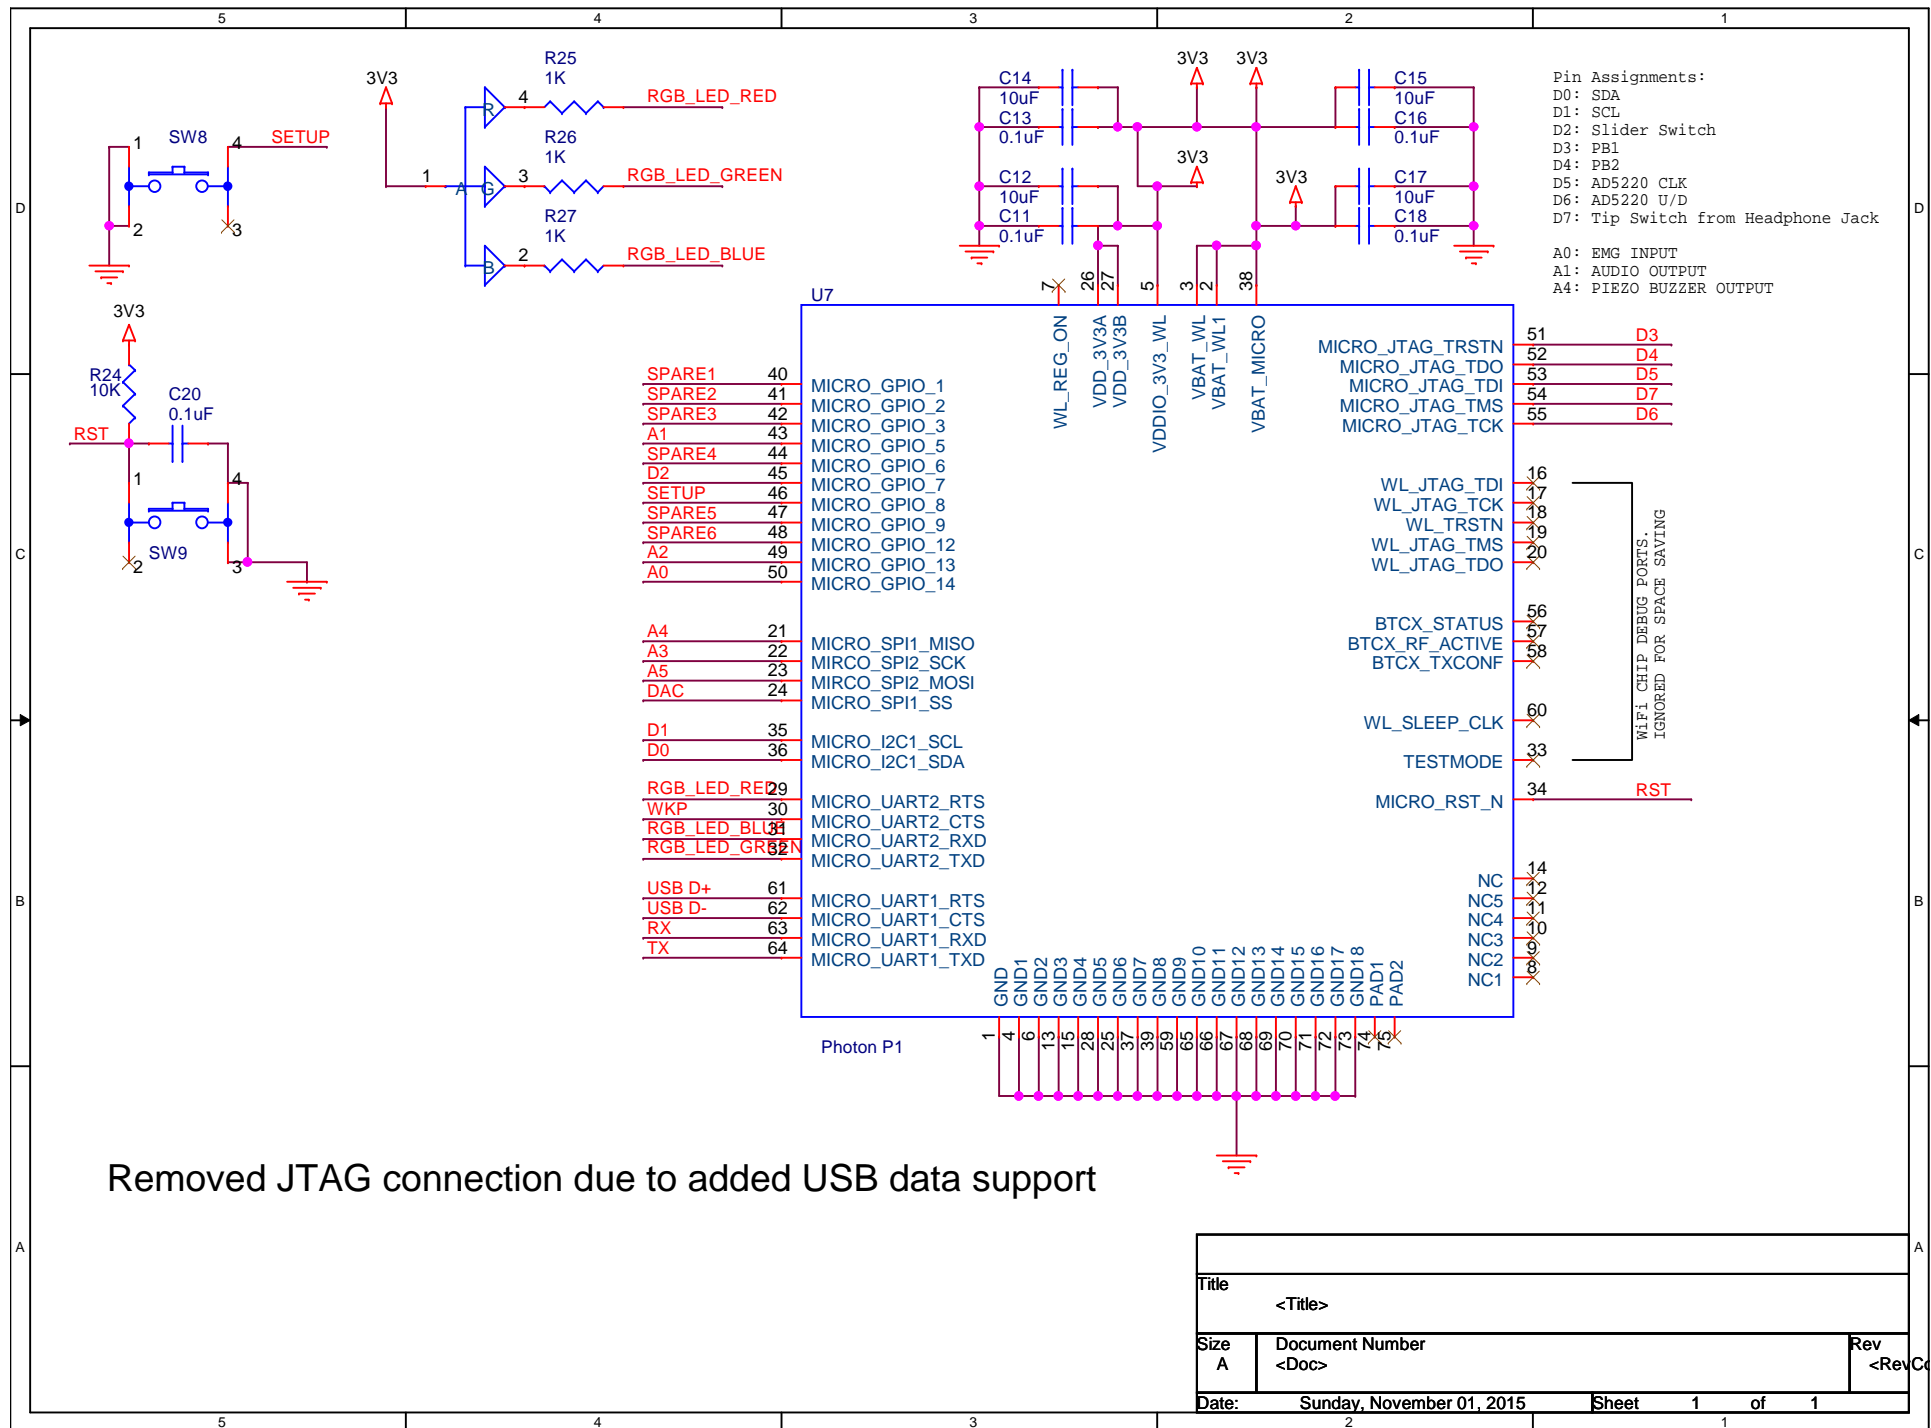 5 4 3 2 1
D D
C C
B B
A A
SW8
1 4 SETUP
2 3
3V3
R25
1K
4 RGB_LED_RED
R
R26
1K
1 A G 3 RGB_LED_GREEN
R27
1K
B 2 RGB_LED_BLUE
3V3
R24
10K
C20
0.1uF
RST
1 4
SW9
2 3
3V3 3V3
C14
10uF
C13
0.1uF
C15
10uF
C16
0.1uF
3V3
3V3
C12
10uF
C11
0.1uF
C17
10uF
C18
0.1uF
Pin Assignments:
D0: SDA
D1: SCL
D2: Slider Switch
D3: PB1
D4: PB2
D5: AD5220 CLK
D6: AD5220 U/D
D7: Tip Switch from Headphone Jack
A0: EMG INPUT
A1: AUDIO OUTPUT
A4: PIEZO BUZZER OUTPUT
U7
7 WL_REG_ON
26 VDD_3V3A
27 VDD_3V3B
5 VDDIO_3V3_WL
3 VBAT_WL
2 VBAT_WL1
38 VBAT_MICRO
SPARE1 40 MICRO_GPIO_1
SPARE2 41 MICRO_GPIO_2
SPARE3 42 MICRO_GPIO_3
A1 43 MICRO_GPIO_5
SPARE4 44 MICRO_GPIO_6
D2 45 MICRO_GPIO_7
SETUP 46 MICRO_GPIO_8
SPARE5 47 MICRO_GPIO_9
SPARE6 48 MICRO_GPIO_12
A2 49 MICRO_GPIO_13
A0 50 MICRO_GPIO_14
A4 21 MICRO_SPI1_MISO
A3 22 MIRCO_SPI2_SCK
A5 23 MIRCO_SPI2_MOSI
DAC 24 MICRO_SPI1_SS
D1 35 MICRO_I2C1_SCL
D0 36 MICRO_I2C1_SDA
RGB_LED_RED 29 MICRO_UART2_RTS
WKP 30 MICRO_UART2_CTS
RGB_LED_BLUE 31 MICRO_UART2_RXD
RGB_LED_GREEN 32 MICRO_UART2_TXD
USB D+ 61 MICRO_UART1_RTS
USB D- 62 MICRO_UART1_CTS
RX 63 MICRO_UART1_RXD
TX 64 MICRO_UART1_TXD
MICRO_JTAG_TRSTN 51 D3
MICRO_JTAG_TDO 52 D4
MICRO_JTAG_TDI 53 D5
MICRO_JTAG_TMS 54 D7
MICRO_JTAG_TCK 55 D6
WL_JTAG_TDI 16
WL_JTAG_TCK 17
WL_TRSTN 18
WL_JTAG_TMS 19
WL_JTAG_TDO 20
BTCX_STATUS 56
BTCX_RF_ACTIVE 57
BTCX_TXCONF 58
WL_SLEEP_CLK 60
TESTMODE 33
WiFi CHIP DEBUG PORTS.
IGNORED FOR SPACE SAVING
MICRO_RST_N 34 RST
NC 14
NC5 12
NC4 11
NC3 10
NC2 9
NC1 8
GND 1
GND1 4
GND2 6
GND3 13
GND4 15
GND5 28
GND6 25
GND7 37
GND8 39
GND9 59
GND10 65
GND11 66
GND12 67
GND13 68
GND14 69
GND15 70
GND16 71
GND17 72
GND18 73
PAD1 74
PAD2 75
Photon P1
Removed JTAG connection due to added USB data support
Title
<Title>
Size Document Number Rev
A <Doc> <RevCo
Date: Sunday, November 01, 2015 Sheet 1 of 1
5 4 3 2 1